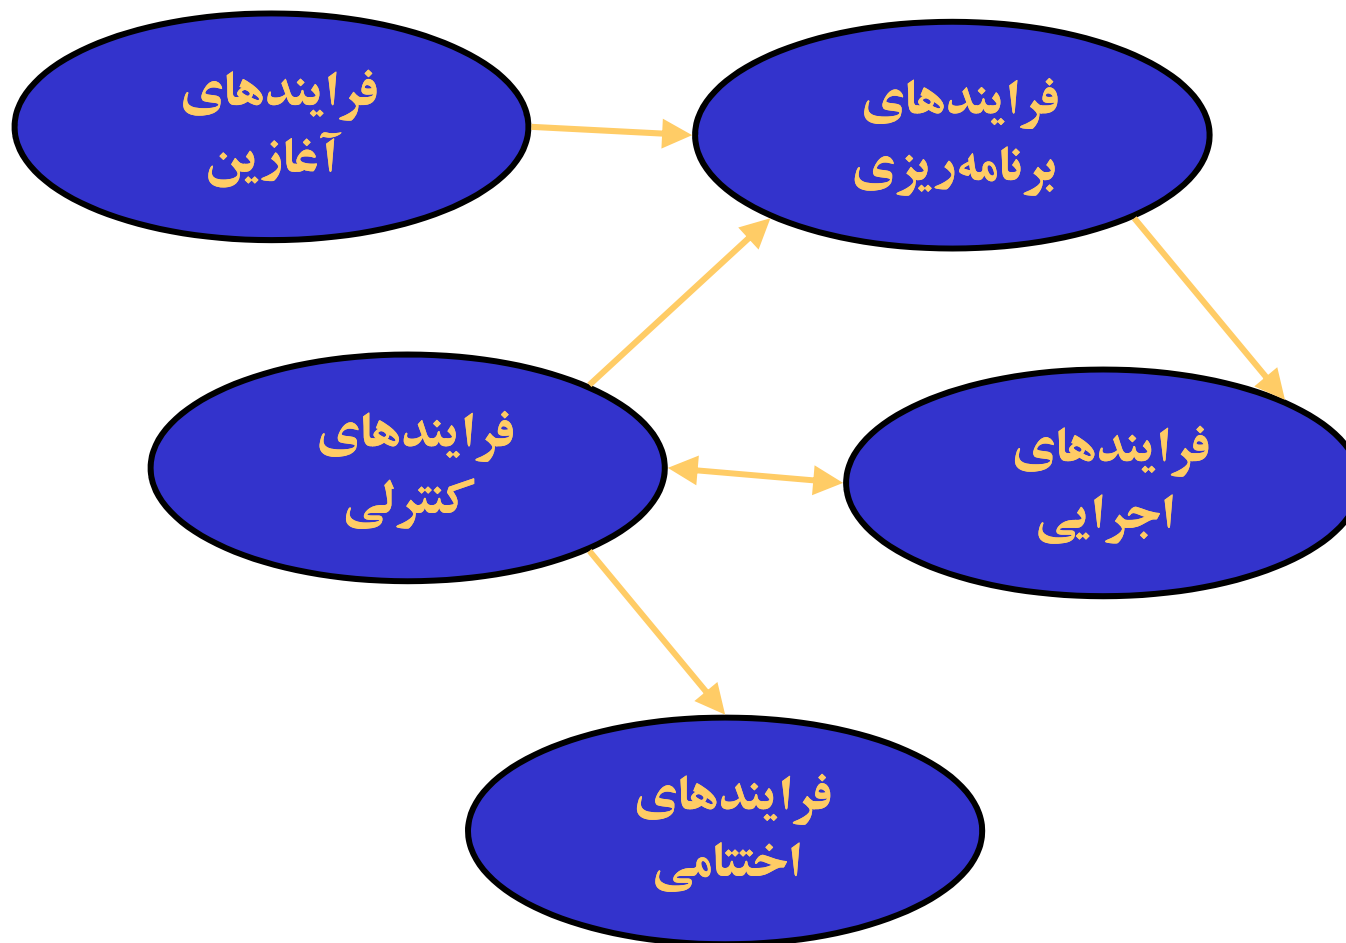 فرایندهای
آغازین
فرایندهای
برنامه‌ریزی
فرایندهای
کنترلی
فرایندهای
اجرایی
فرایندهای
اختتامی